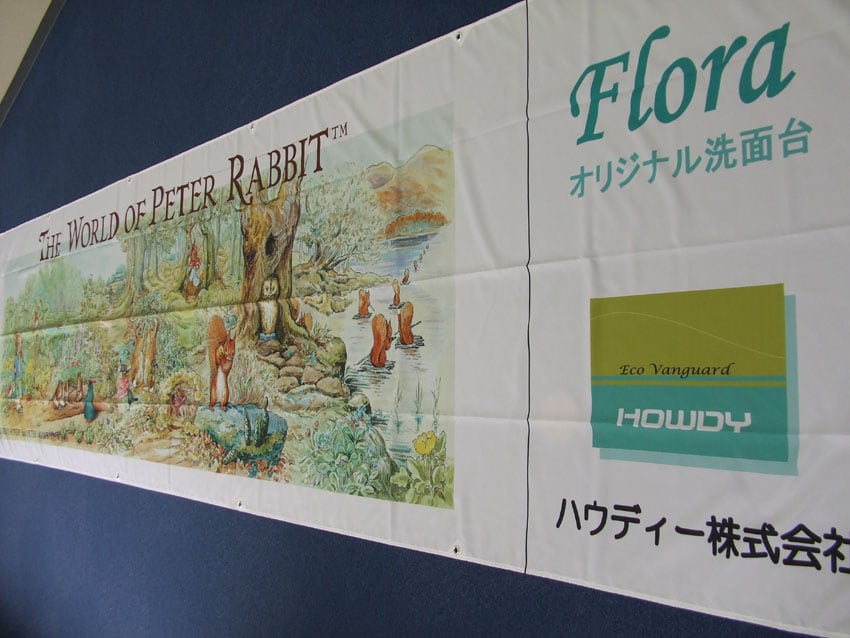 THE WORLD OF PETER RABBIT™
Flora
オリジナル洗面台
Eco Vanguard
HOWDY
ハウディー株式会社